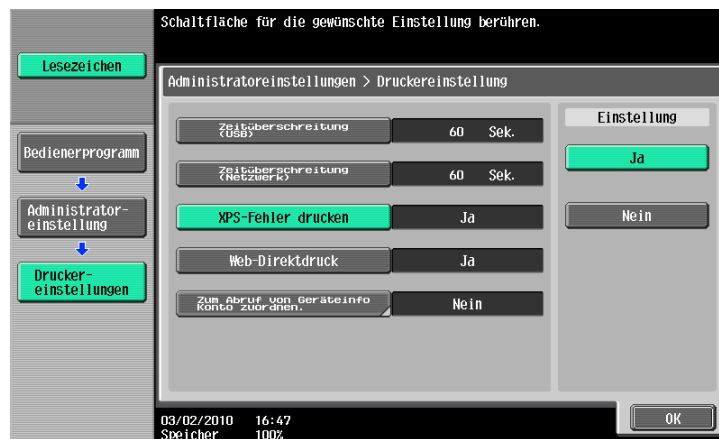 Schaltfläche für die gewünschte Einstellung berühren.
Lesezeichen
Administratoreinstellungen > Druckereinstellung
Bedienerprogramm
Administrator-
einstellung
Drucker-
einstellungen
Zeitüberschreitung
(USB)
60 Sek.
Zeitüberschreitung
(Netzwerk)
60 Sek.
XPS-Fehler drucken
Ja
Web-Direktdruck
Ja
Zum Abruf von Geräteinfo
Konto zuordnen.
Nein
Einstellung
Ja
Nein
03/02/2010 16:47
Speicher 100%
OK